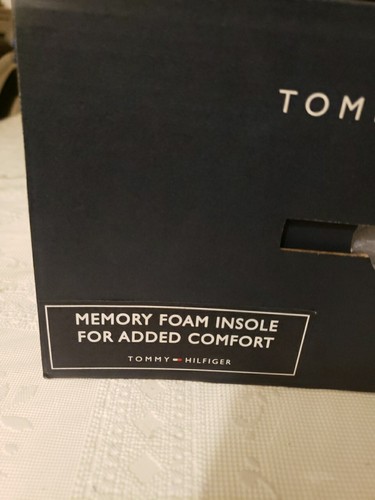 TOM
MEMORY FOAM INSOLE
FOR ADDED COMFORT
TOMMY HILFIGER